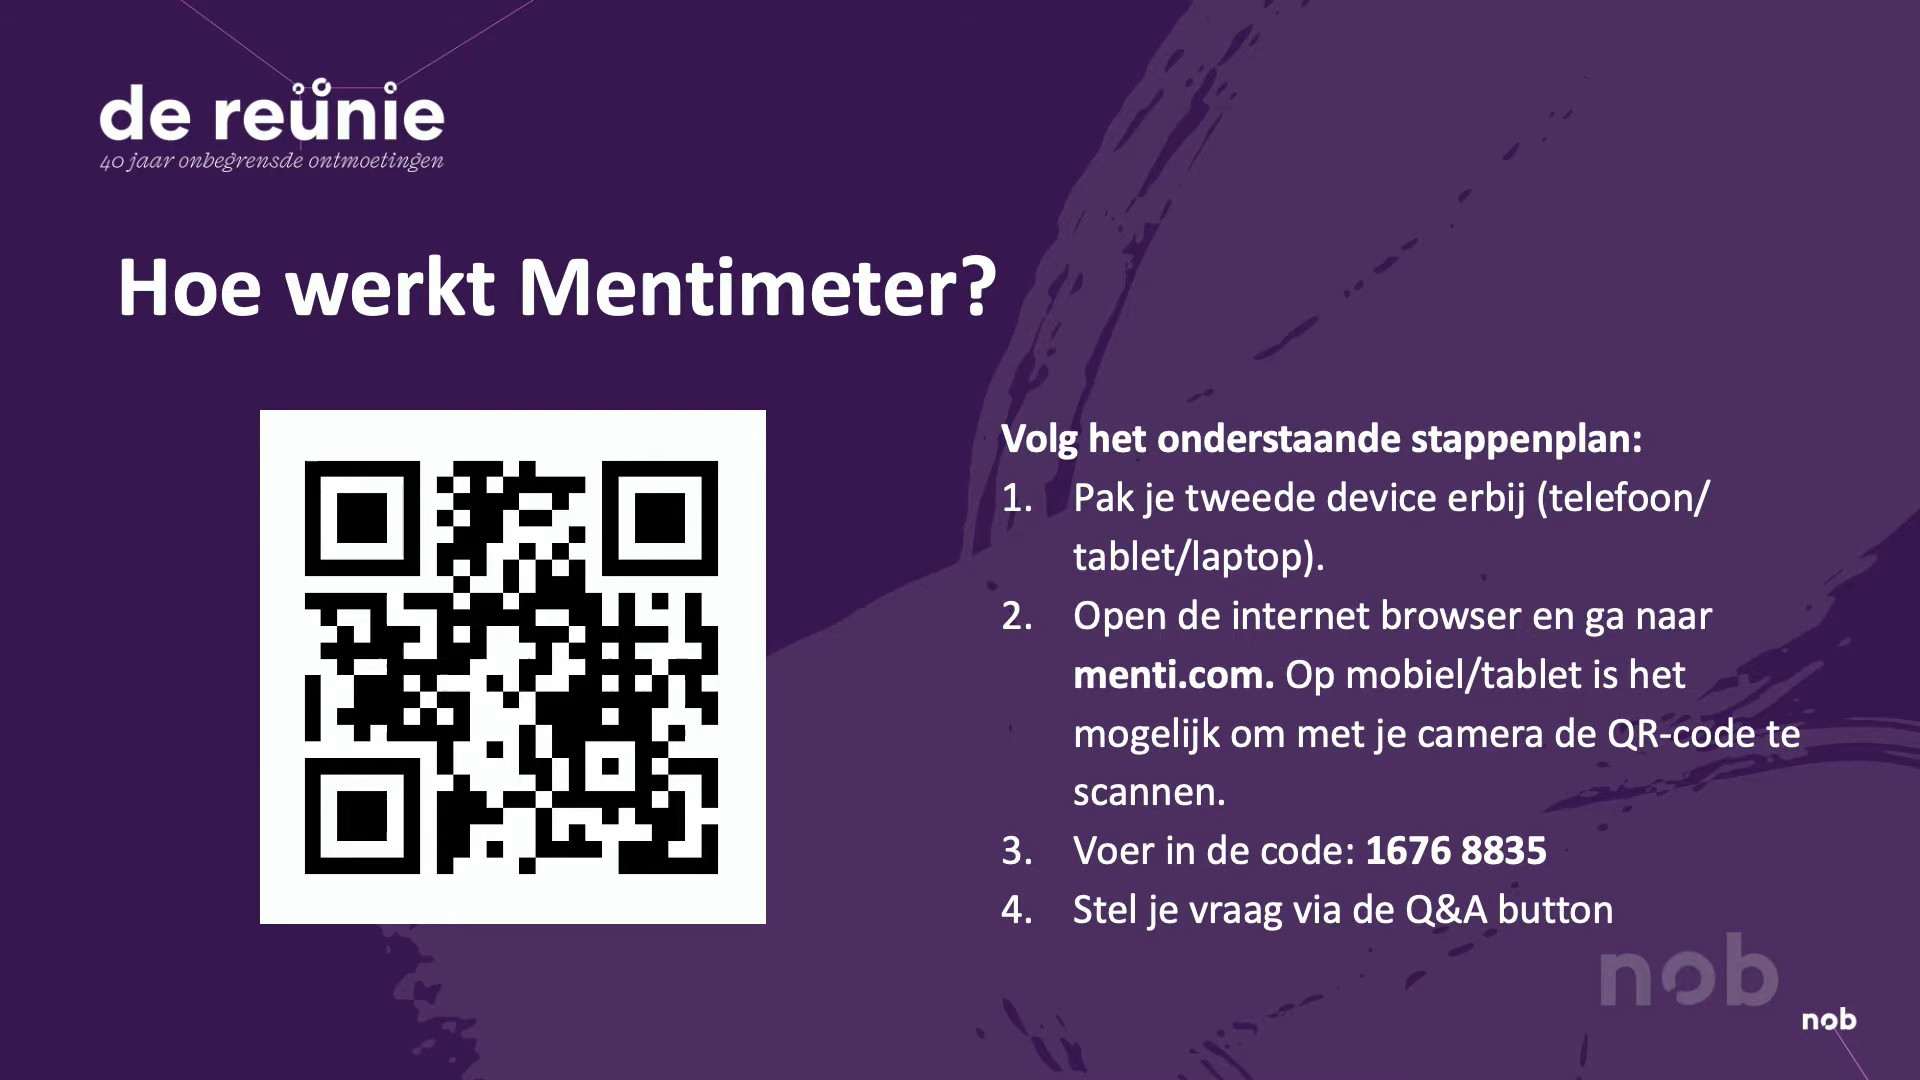 de reünie
40 jaar onbegrensde ontmoetingen
Hoe werkt Mentimeter?
Volg het onderstaande stappenplan:
1. Pak je tweede device erbij (telefoon/
tablet/laptop).
2. Open de internet browser en ga naar
menti.com. Op mobiel/tablet is het
mogelijk om met je camera de QR-code te
scannen.
3. Voer in de code: 1676 8835
4. Stel je vraag via de Q&A button
nob
nob